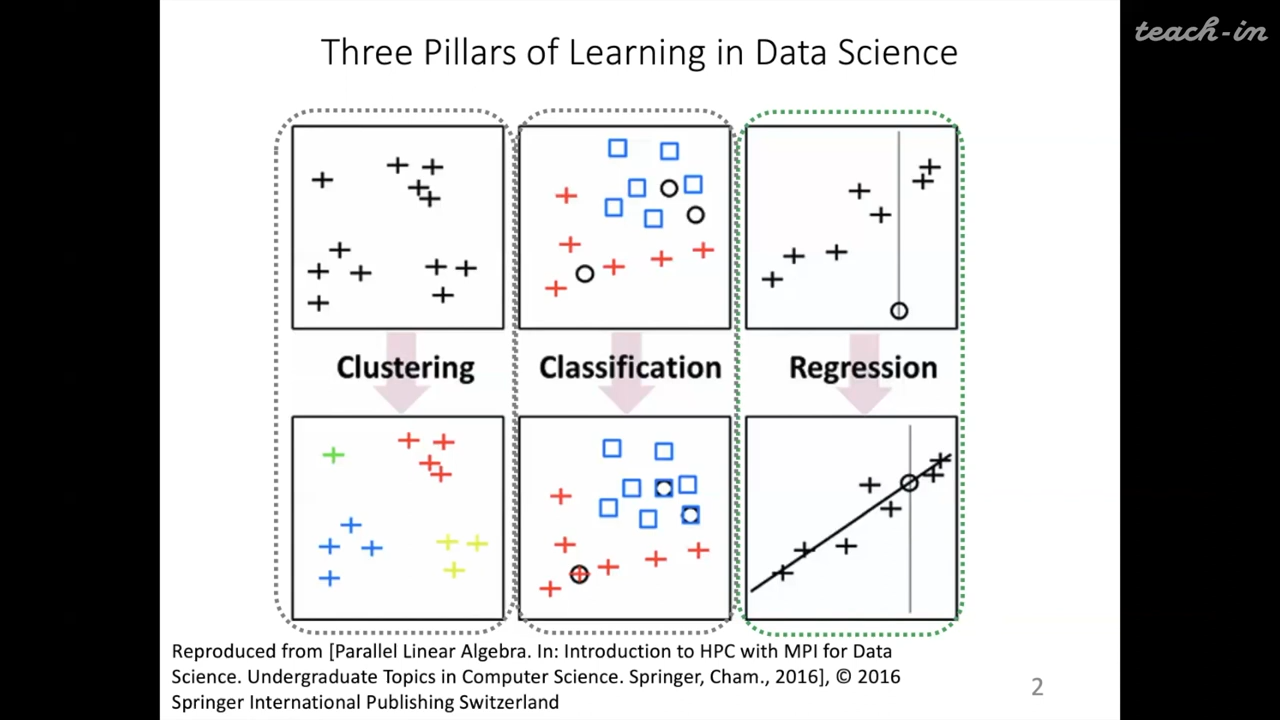 teach-in
Three Pillars of Learning in Data Science
Clustering
Classification
Regression
Reproduced from [Parallel Linear Algebra. In: Introduction to HPC with MPI for Data
Science. Undergraduate Topics in Computer Science. Springer, Cham., 2016], © 2016
Springer International Publishing Switzerland
2